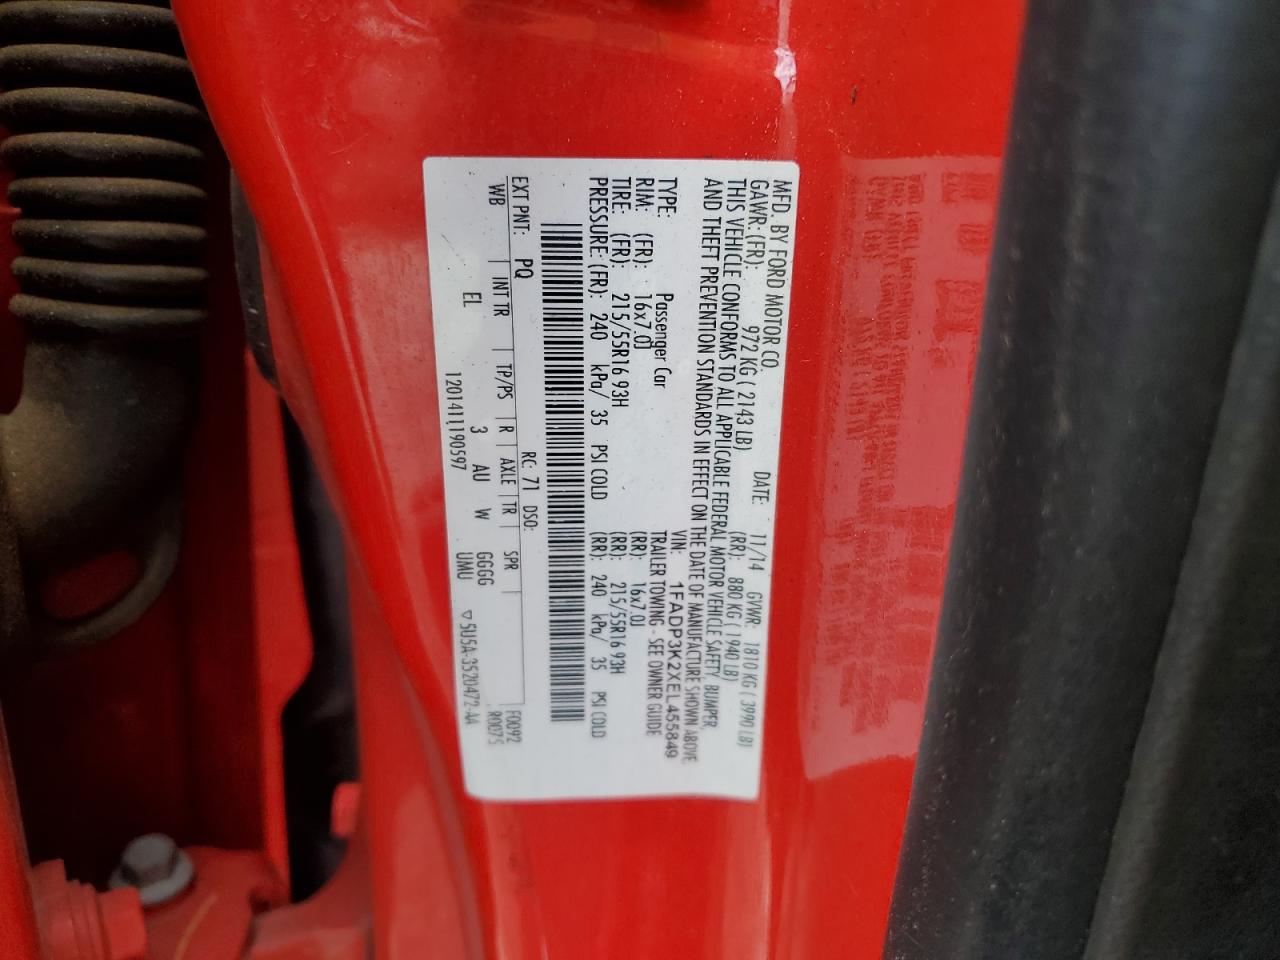 MFD. BY FORD MOTOR CO.
DATE: 11/14 GVWR: 1810 KG ( 3990 LB)
GAWR: (FR): 972 KG ( 2143 LB) (RR): 880 KG ( 1940 LB)
THIS VEHICLE CONFORMS TO ALL APPLICABLE FEDERAL MOTOR VEHICLE SAFETY, BUMPER,
AND THEFT PREVENTION STANDARDS IN EFFECT ON THE DATE OF MANUFACTURE SHOWN ABOVE.
VIN: 1FADP3K2XEL455849
TYPE: Passenger Car TRAILER TOWING - SEE OWNER GUIDE
RIM: (FR): 16x7.0J (RR): 16x7.0J
TIRE: (FR): 215/55R16 93H (RR): 215/55R16 93H
PRESSURE: (FR): 240 kPa/ 35 PSI COLD (RR): 240 kPa/ 35 PSI COLD
EXT PNT: PQ RC: 71 DSO: F0092
WB INT TR TP/PS R AXLE TR SPR R0075
EL 3 AU W GGGG
UMU
1201411190597 ▽ 5U5A-3520472-AA